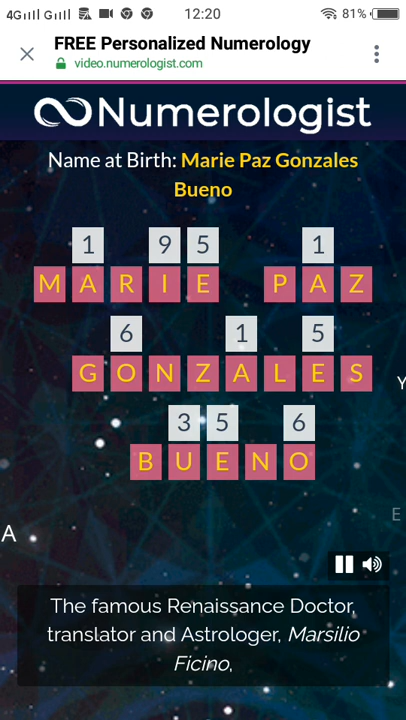 4G G 12:20 81%
FREE Personalized Numerology
video.numerologist.com
Numerologist
Name at Birth: Marie Paz Gonzales
Bueno
1 9 5 1
M A R I E P A Z
6 1 5
G O N Z A L E S
Y
3 5 6
B U E N O
E
A
The famous Renaissance Doctor,
translator and Astrologer, Marsilio
Ficino,